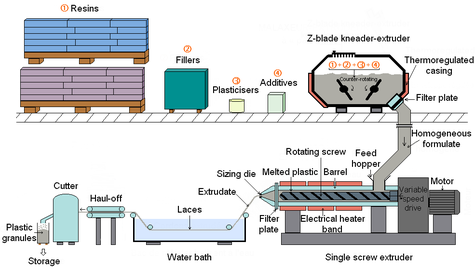 ① Resins
② Fillers
③ Plasticisers
④ Additives
Z-blade kneader-extruder
① + ② + ③ + ④
Counter-rotating
Thermoregulated
casing
Filter plate
Homogeneous
formulate
Feed
hopper
Rotating screw
Melted plastic
Barrel
Sizing die
Extrudate
Variable
speed
drive
Motor
Cutter
Haul-off
Laces
Filter
plate
Electrical heater
band
Plastic
granules
Storage
Water bath
Single screw extruder